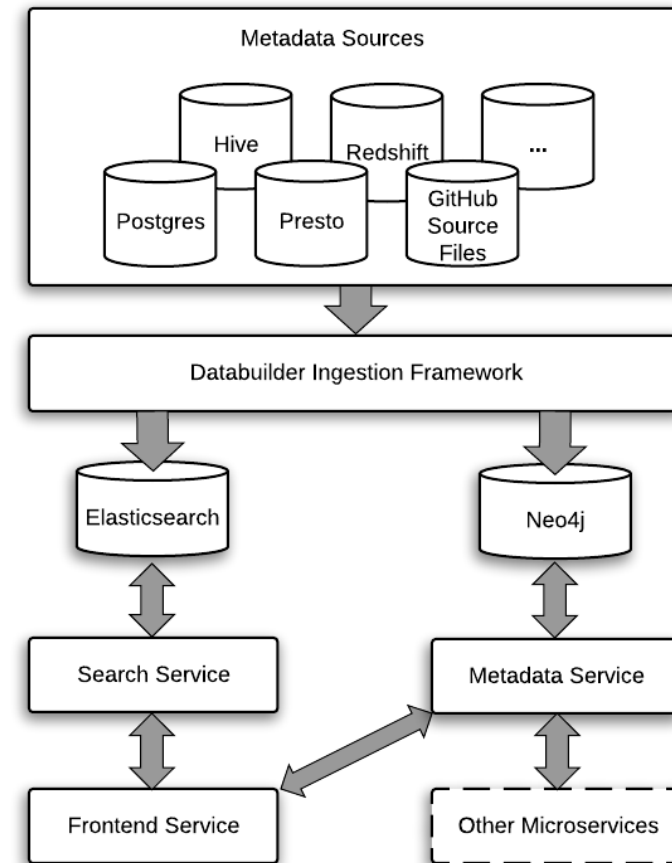 Metadata Sources
Hive
Redshift
...
Postgres
Presto
GitHub
Source
Files
Databuilder Ingestion Framework
Elasticsearch
Neo4j
Search Service
Metadata Service
Frontend Service
Other Microservices